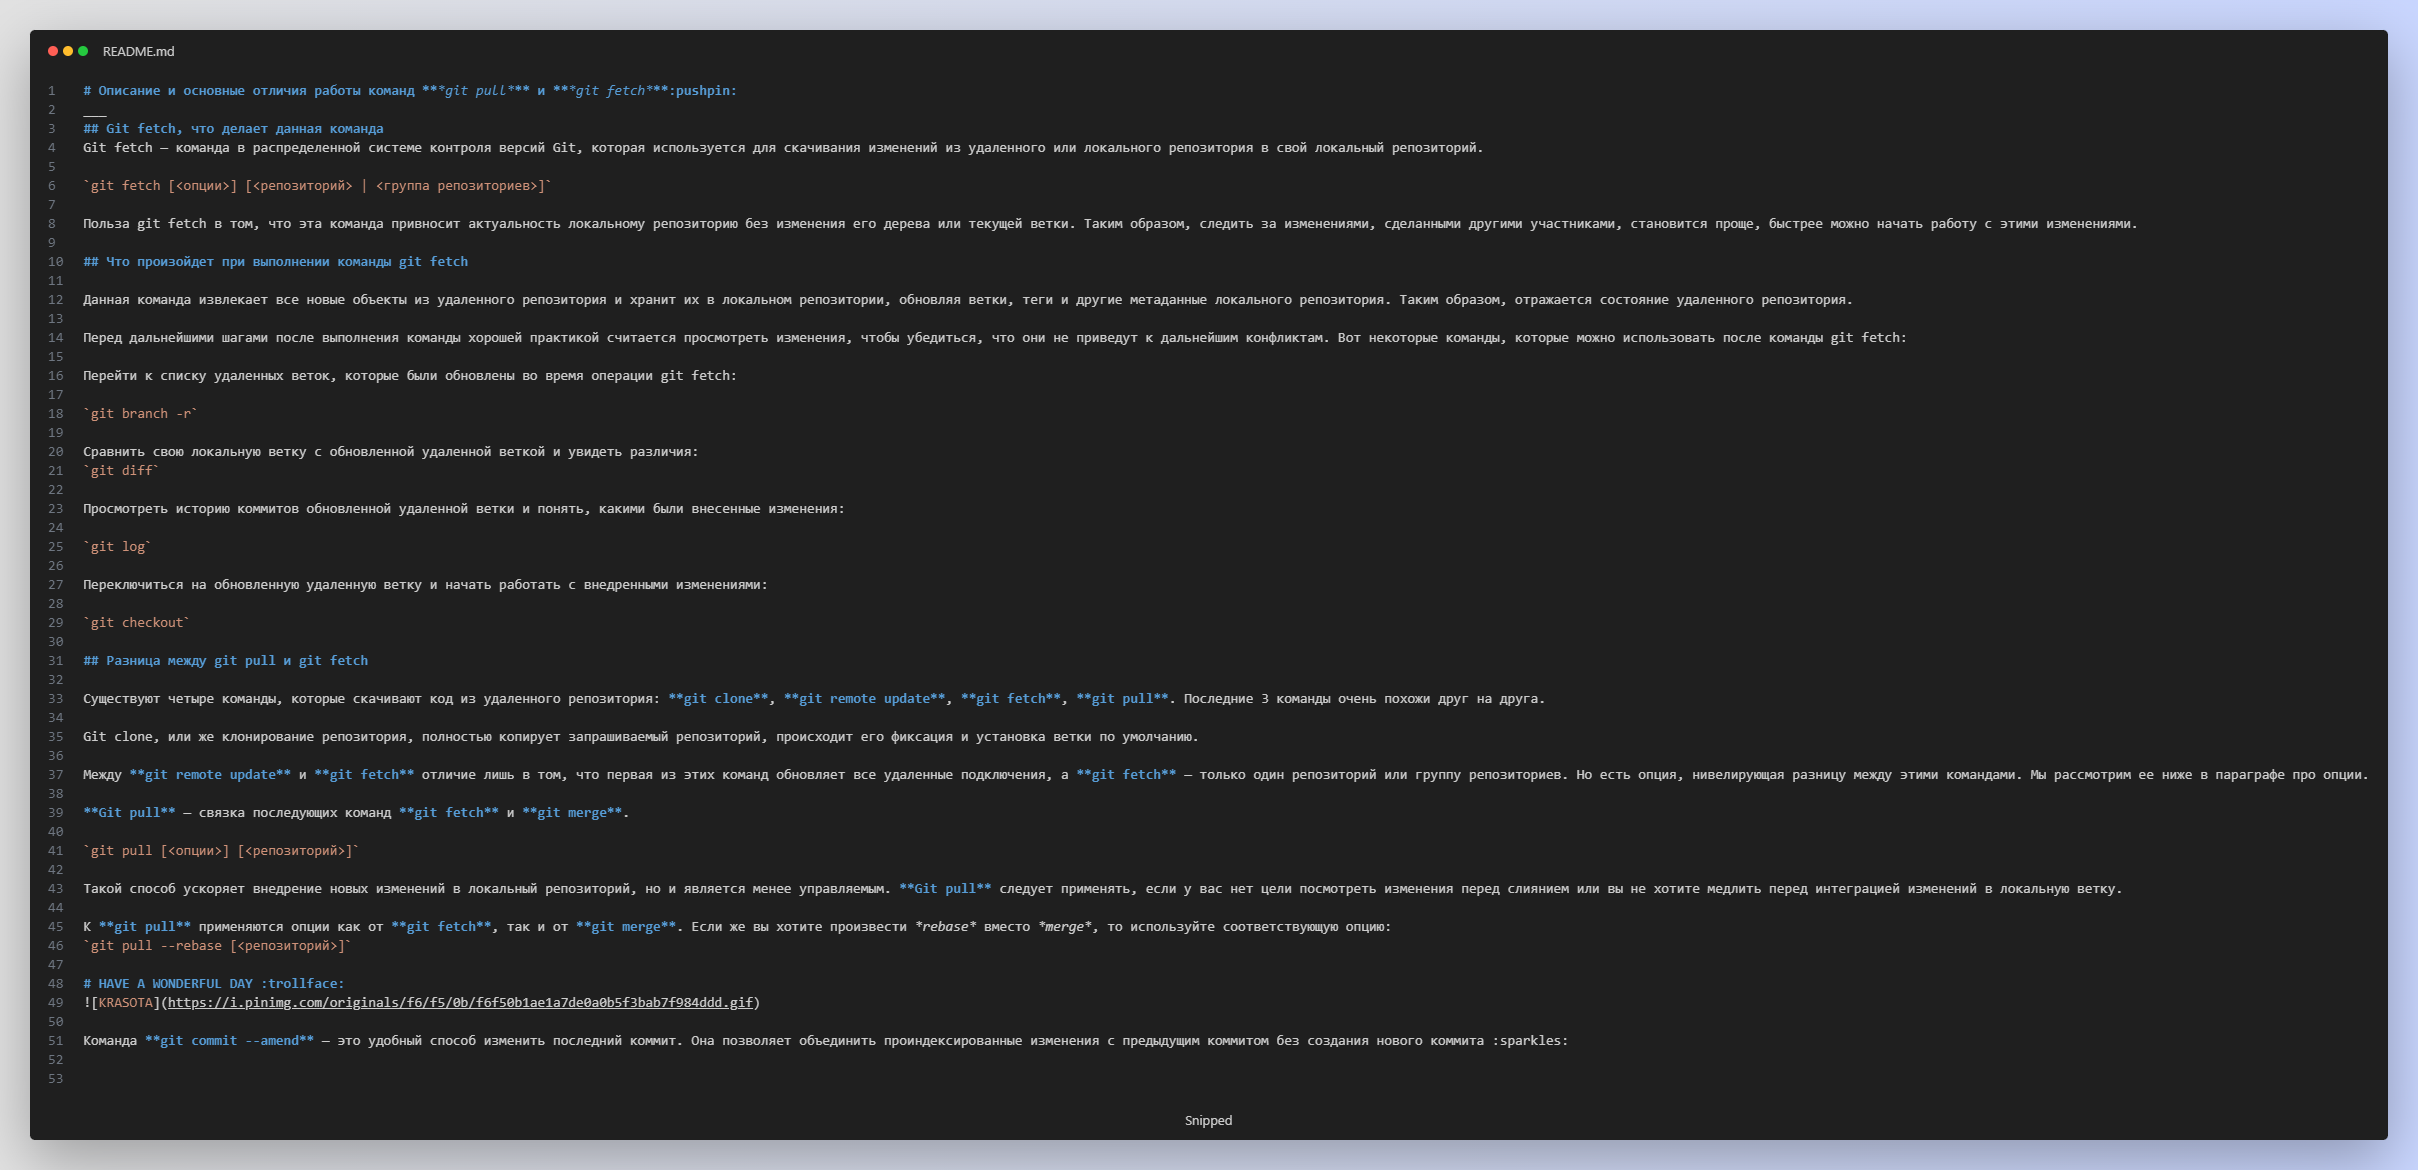 README.md
1 # Описание и основные отличия работы команд ***git pull*** и ***git fetch***:pushpin:
2 ___
3 ## Git fetch, что делает данная команда
4 Git fetch — команда в распределенной системе контроля версий Git, которая используется для скачивания изменений из удаленного или локального репозитория в свой локальный репозиторий.
5
6 `git fetch [<опции>] [<репозиторий> | <группа репозиториев>]`
7
8 Польза git fetch в том, что эта команда привносит актуальность локальному репозиторию без изменения его дерева или текущей ветки. Таким образом, следить за изменениями, сделанными другими участниками, становится проще, быстрее можно начать работу с этими изменениями.
9
10 ## Что произойдет при выполнении команды git fetch
11
12 Данная команда извлекает все новые объекты из удаленного репозитория и хранит их в локальном репозитории, обновляя ветки, теги и другие метаданные локального репозитория. Таким образом, отражается состояние удаленного репозитория.
13
14 Перед дальнейшими шагами после выполнения команды хорошей практикой считается просмотреть изменения, чтобы убедиться, что они не приведут к дальнейшим конфликтам. Вот некоторые команды, которые можно использовать после команды git fetch:
15
16 Перейти к списку удаленных веток, которые были обновлены во время операции git fetch:
17
18 `git branch -r`
19
20 Сравнить свою локальную ветку с обновленной удаленной веткой и увидеть различия:
21 `git diff`
22
23 Просмотреть историю коммитов обновленной удаленной ветки и понять, какими были внесенные изменения:
24
25 `git log`
26
27 Переключиться на обновленную удаленную ветку и начать работать с внедренными изменениями:
28
29 `git checkout`
30
31 ## Разница между git pull и git fetch
32
33 Существуют четыре команды, которые скачивают код из удаленного репозитория: **git clone**, **git remote update**, **git fetch**, **git pull**. Последние 3 команды очень похожи друг на друга.
34
35 Git clone, или же клонирование репозитория, полностью копирует запрашиваемый репозиторий, происходит его фиксация и установка ветки по умолчанию.
36
37 Между **git remote update** и **git fetch** отличие лишь в том, что первая из этих команд обновляет все удаленные подключения, а **git fetch** — только один репозиторий или группу репозиториев. Но есть опция, нивелирующая разницу между этими командами. Мы рассмотрим ее ниже в параграфе про опции.
38
39 **Git pull** — связка последующих команд **git fetch** и **git merge**.
40
41 `git pull [<опции>] [<репозиторий>]`
42
43 Такой способ ускоряет внедрение новых изменений в локальный репозиторий, но и является менее управляемым. **Git pull** следует применять, если у вас нет цели посмотреть изменения перед слиянием или вы не хотите медлить перед интеграцией изменений в локальную ветку.
44
45 К **git pull** применяются опции как от **git fetch**, так и от **git merge**. Если же вы хотите произвести *rebase* вместо *merge*, то используйте соответствующую опцию:
46 `git pull --rebase [<репозиторий>]`
47
48 # HAVE A WONDERFUL DAY :trollface:
49 ![KRASOTA](https://i.pinimg.com/originals/f6/f5/0b/f6f50b1ae1a7de0a0b5f3bab7f984ddd.gif)
50
51 Команда **git commit --amend** — это удобный способ изменить последний коммит. Она позволяет объединить проиндексированные изменения с предыдущим коммитом без создания нового коммита :sparkles:
52
53
Snipped